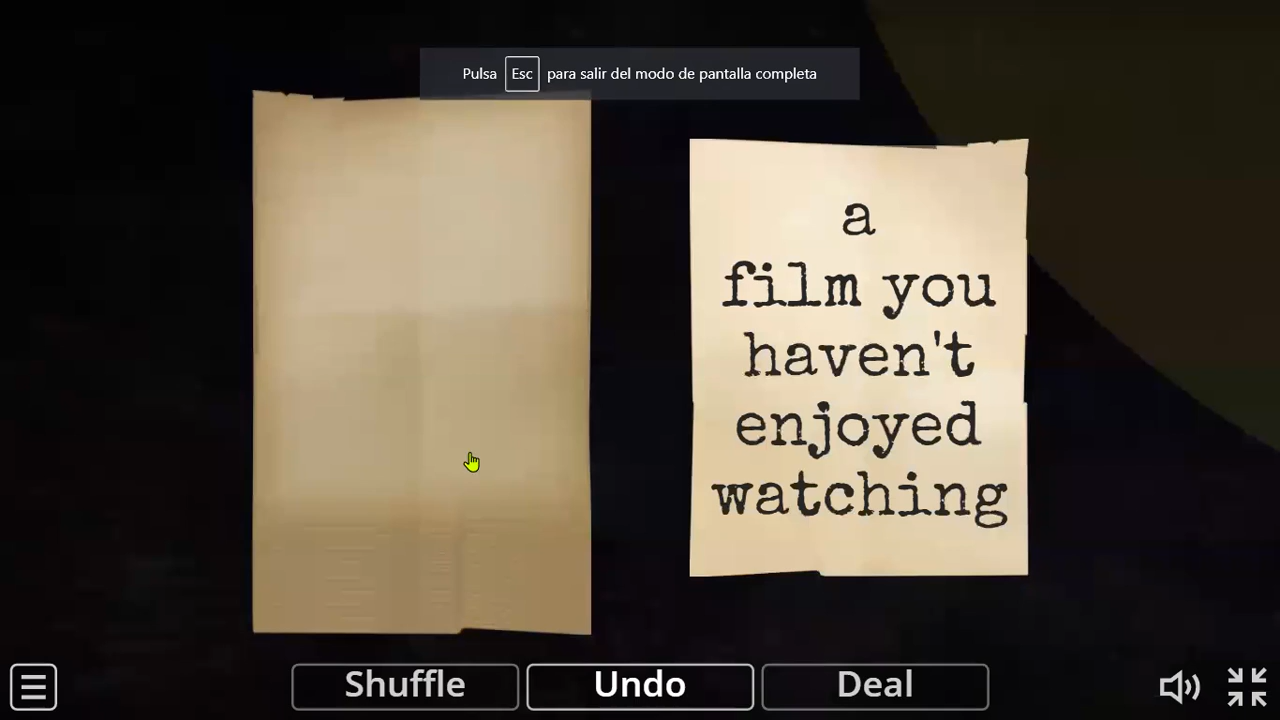 Pulsa Esc para salir del modo de pantalla completa
a
film you
haven't
enjoyed
watching
Shuffle
Undo
Deal